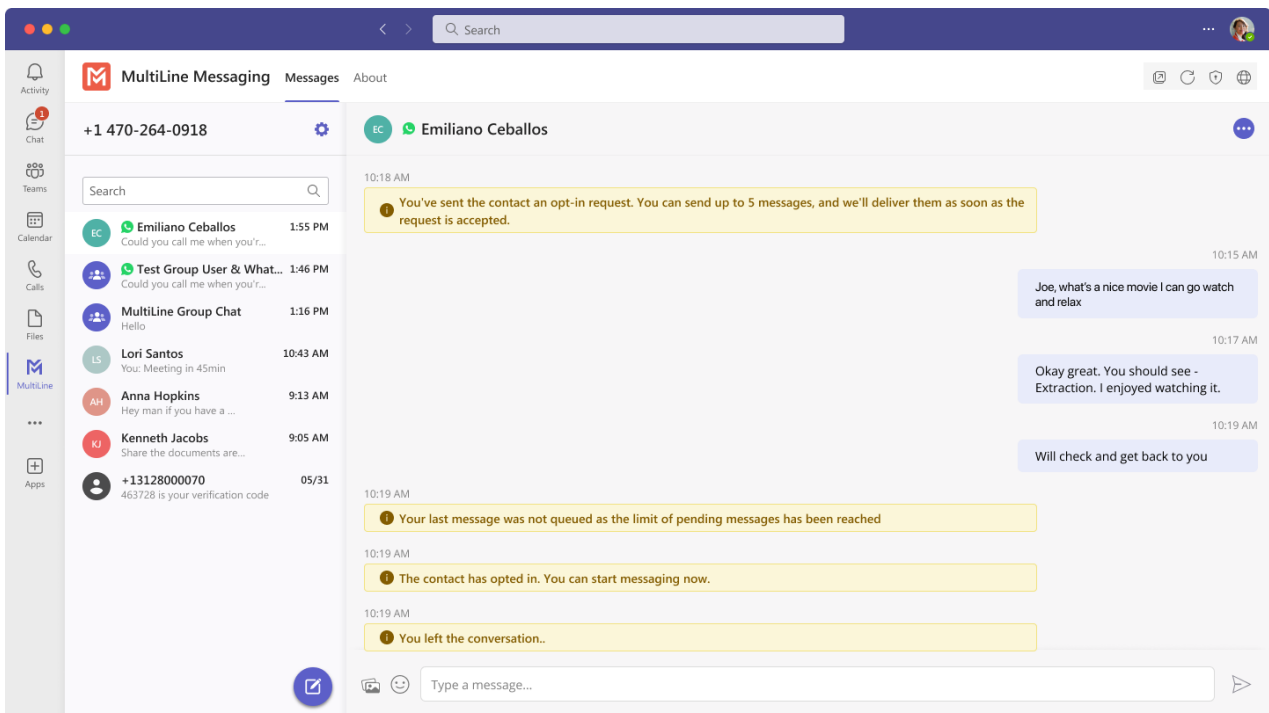 Search
Activity
1
Chat
Teams
Calendar
Calls
Files
MultiLine
Apps
MultiLine Messaging
Messages
About
+1 470-264-0918
Search
EC
Emiliano Ceballos
1:55 PM
Could you call me when you'r...
Test Group User & What...
1:46 PM
Could you call me when you'r...
MultiLine Group Chat
1:16 PM
Hello
LS
Lori Santos
10:43 AM
You: Meeting in 45min
AH
Anna Hopkins
9:13 AM
Hey man if you have a ...
KJ
Kenneth Jacobs
9:05 AM
Share the documents are...
+13128000070
05/31
463728 is your verification code
EC
Emiliano Ceballos
10:18 AM
You've sent the contact an opt-in request. You can send up to 5 messages, and we'll deliver them as soon as the
request is accepted.
10:15 AM
Joe, what's a nice movie I can go watch
and relax
10:17 AM
Okay great. You should see -
Extraction. I enjoyed watching it.
10:19 AM
Will check and get back to you
10:19 AM
Your last message was not queued as the limit of pending messages has been reached
10:19 AM
The contact has opted in. You can start messaging now.
10:19 AM
You left the conversation..
Type a message...